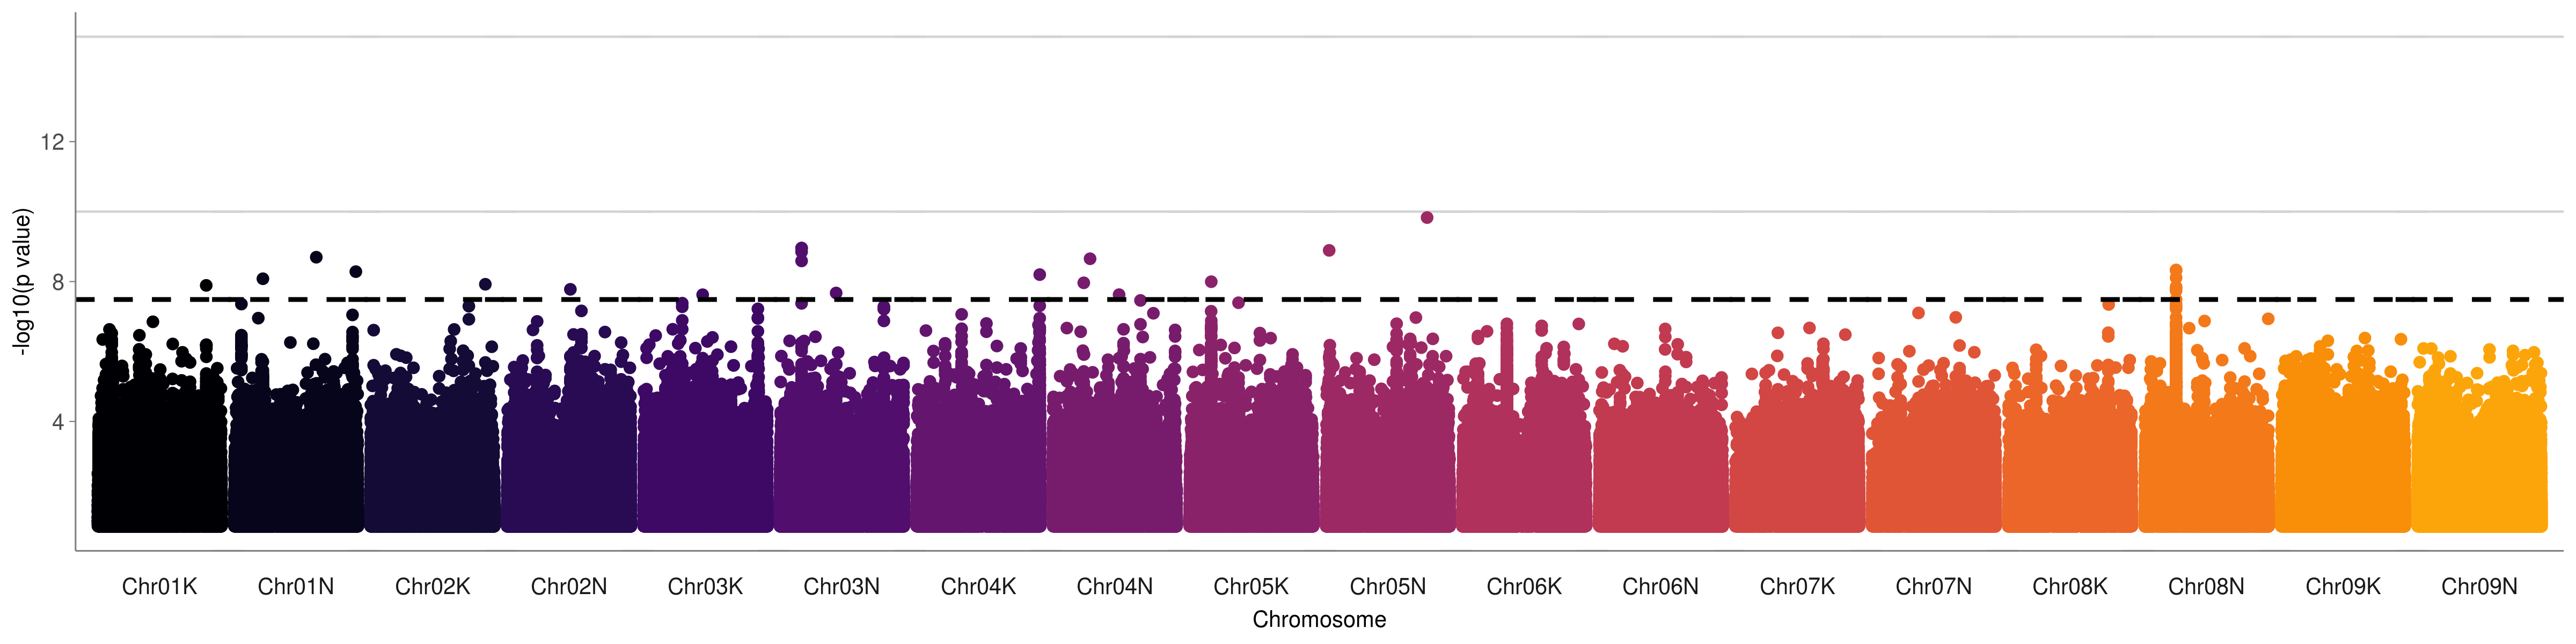 -log10(p value)
12
8
4
Chr01K Chr01N Chr02K Chr02N Chr03K Chr03N Chr04K Chr04N Chr05K Chr05N Chr06K Chr06N Chr07K Chr07N Chr08K Chr08N Chr09K Chr09N
Chromosome